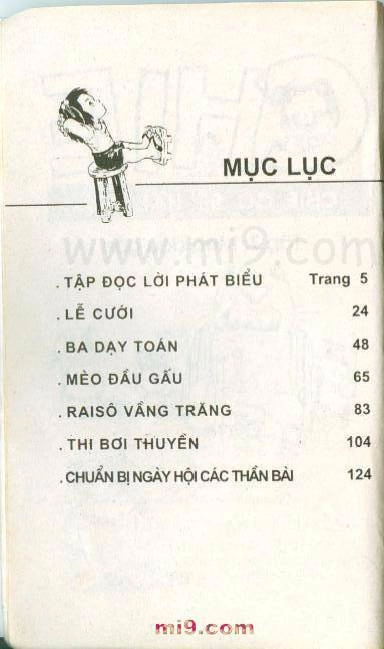 MỤC LỤC
www.mi9.com
. TẬP ĐỌC LỜI PHÁT BIỂU Trang 5
. LỄ CƯỚI 24
. BA DẠY TOÁN 48
. MÈO ĐẦU GẤU 65
. RAISÔ VẦNG TRĂNG 83
. THI BƠI THUYỀN 104
. CHUẨN BỊ NGÀY HỘI CÁC THẦN BÀI 124
mi9.com